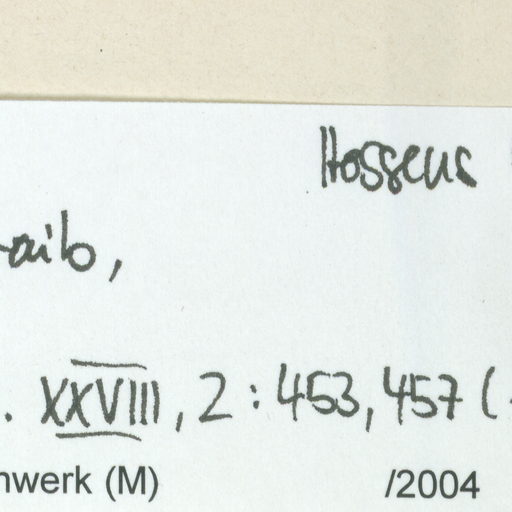 Hosseus
aib,
. XXVIII, 2 : 453, 457 (
nwerk (M) /2004